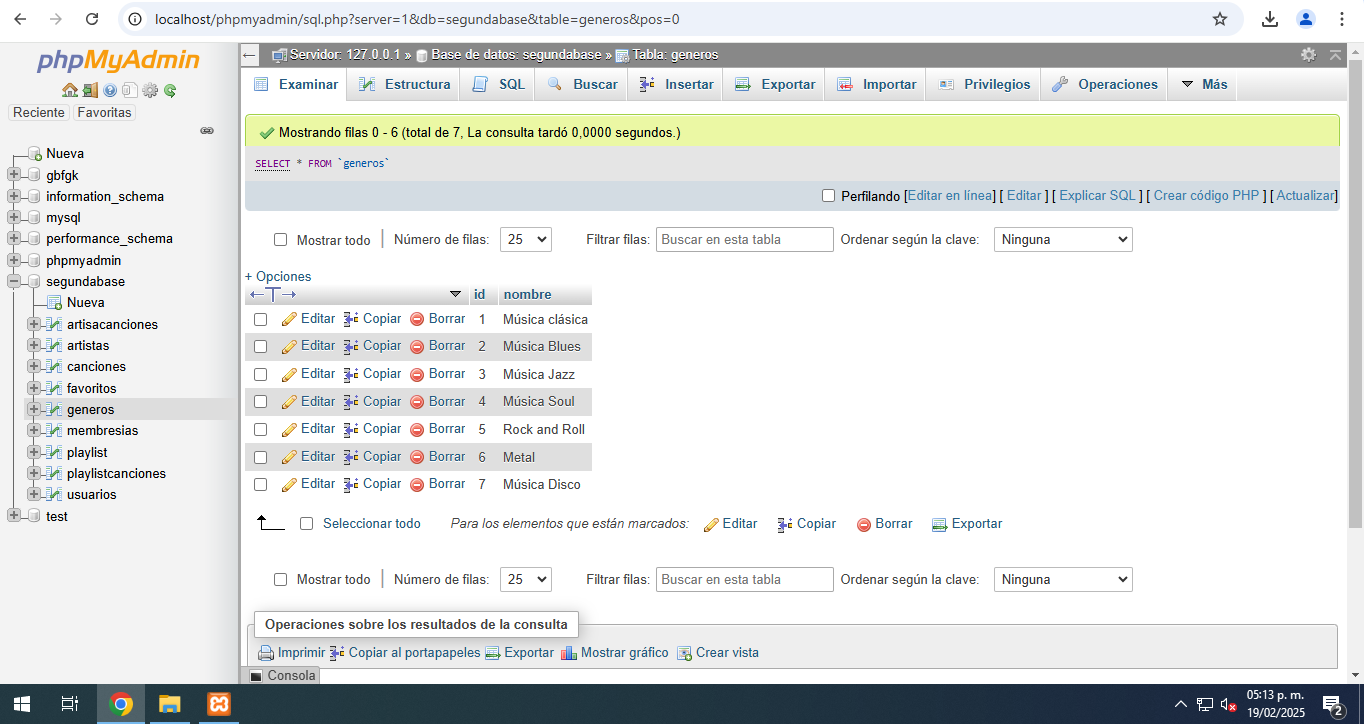 localhost/phpmyadmin/sql.php?server=1&db=segundabase&table=generos&pos=0
phpMyAdmin
Reciente Favoritas
Nueva
gbfgk
information_schema
mysql
performance_schema
phpmyadmin
segundabase
Nueva
artisacanciones
artistas
canciones
favoritos
generos
membresias
playlist
playlistcanciones
usuarios
test
Servidor: 127.0.0.1 » Base de datos: segundabase » Tabla: generos
Examinar Estructura SQL Buscar Insertar Exportar Importar Privilegios Operaciones Más
Mostrando filas 0 - 6 (total de 7, La consulta tardó 0,0000 segundos.)
SELECT * FROM `generos`
Perfilando [Editar en línea] [ Editar ] [ Explicar SQL ] [ Crear código PHP ] [ Actualizar]
Mostrar todo Número de filas: 25 Filtrar filas: Buscar en esta tabla Ordenar según la clave: Ninguna
+ Opciones
←T→ id nombre
Editar Copiar Borrar 1 Música clásica
Editar Copiar Borrar 2 Música Blues
Editar Copiar Borrar 3 Música Jazz
Editar Copiar Borrar 4 Música Soul
Editar Copiar Borrar 5 Rock and Roll
Editar Copiar Borrar 6 Metal
Editar Copiar Borrar 7 Música Disco
Seleccionar todo Para los elementos que están marcados: Editar Copiar Borrar Exportar
Mostrar todo Número de filas: 25 Filtrar filas: Buscar en esta tabla Ordenar según la clave: Ninguna
Operaciones sobre los resultados de la consulta
Imprimir Copiar al portapapeles Exportar Mostrar gráfico Crear vista
Consola
05:13 p. m.
19/02/2025
2